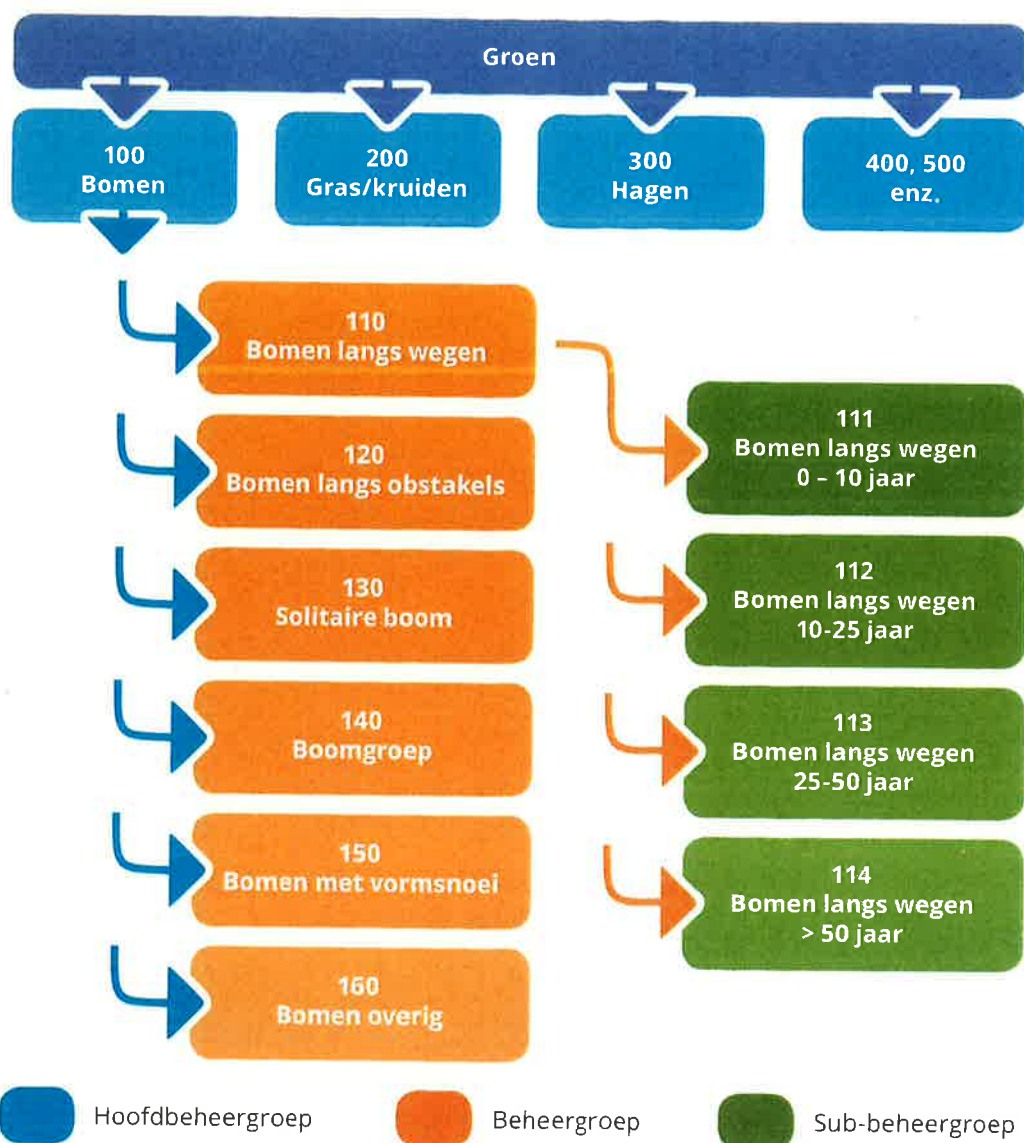 Groen
100
Bomen
200
Gras/kruiden
300
Hagen
400, 500
enz.
110
Bomen langs wegen
120
Bomen langs obstakels
130
Solitaire boom
140
Boomgroep
150
Bomen met vormsnoei
160
Bomen overig
111
Bomen langs wegen
0 – 10 jaar
112
Bomen langs wegen
10-25 jaar
113
Bomen langs wegen
25-50 jaar
114
Bomen langs wegen
> 50 jaar
Hoofdbeheergroep
Beheergroep
Sub-beheergroep